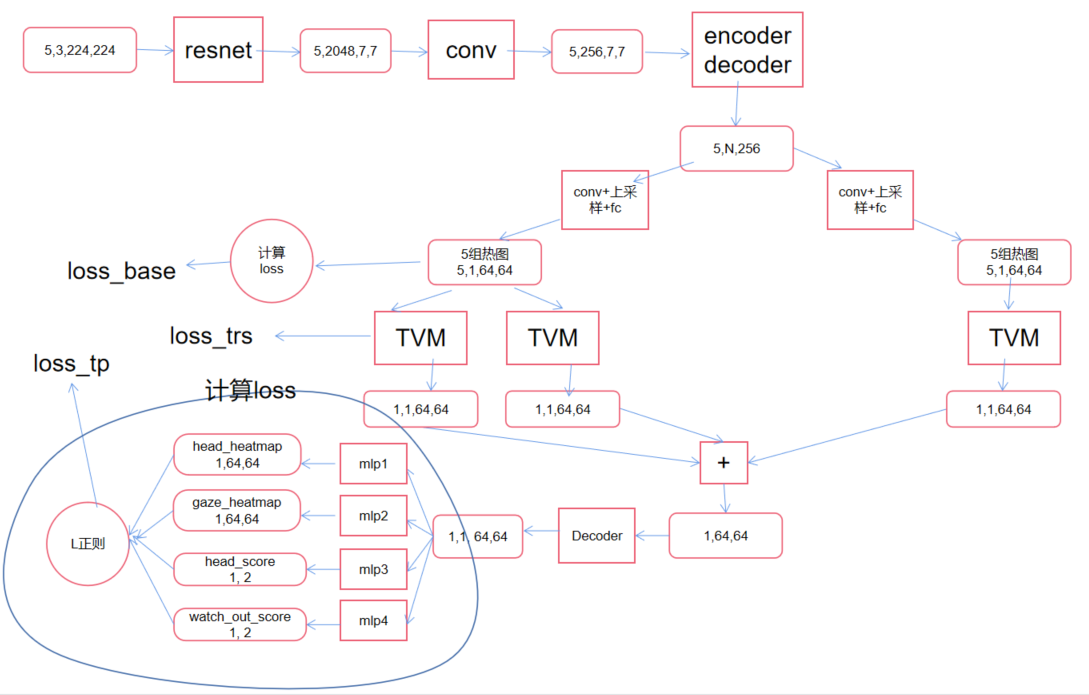 5,3,224,224
resnet
5,2048,7,7
conv
5,256,7,7
encoder
decoder
5,N,256
conv+上采
样+fc
conv+上采
样+fc
计算
loss
loss_base
5组热图
5,1,64,64
5组热图
5,1,64,64
loss_trs
TVM
TVM
TVM
loss_tp
计算loss
1,1,64,64
1,1,64,64
1,1,64,64
+
head_heatmap
1,64,64
mlp1
gaze_heatmap
1,64,64
mlp2
1,1 64,64
Decoder
1,64,64
L正则
head_score
1, 2
mlp3
watch_out_score
1, 2
mlp4